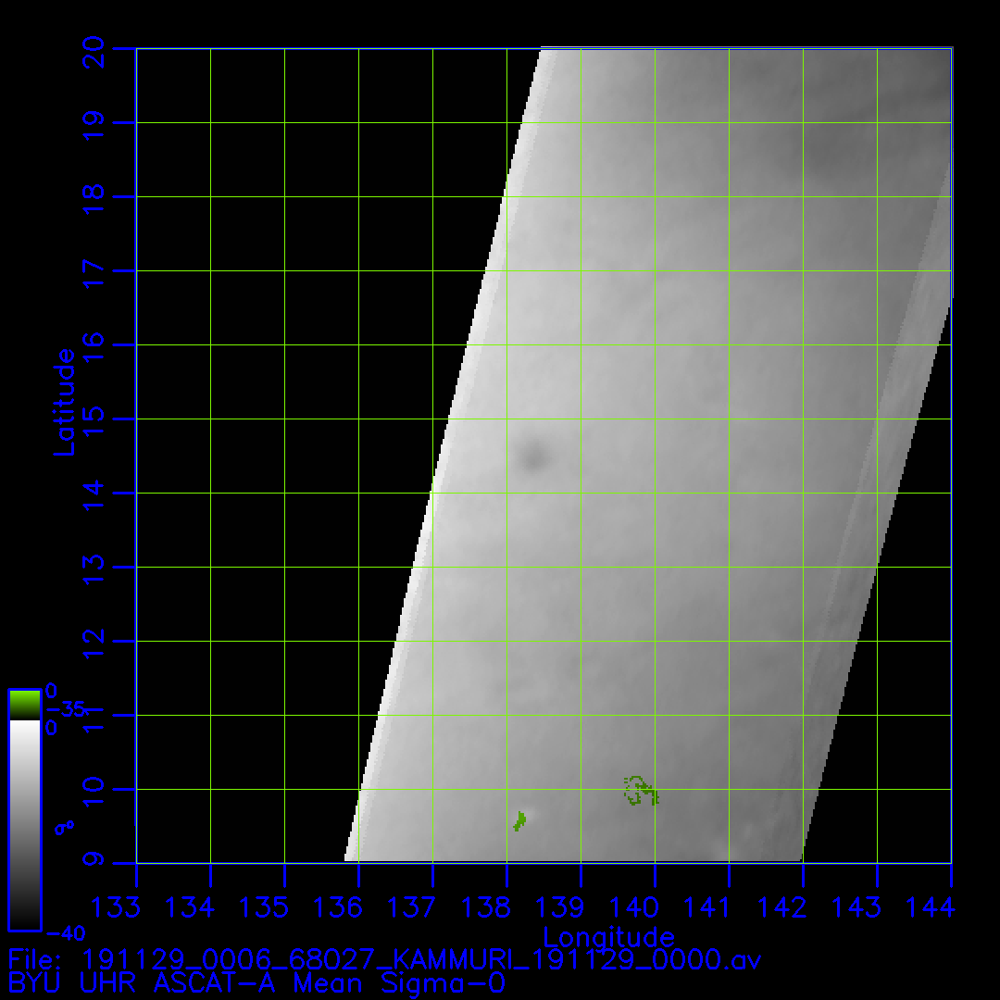 20
19
18
17
16
15
14
13
12
11
10
9
Latitude
0
-35
0
σ°
-40
133 134 135 136 137 138 139 140 141 142 143 144
Longitude
File: 191129_0006_68027_KAMMURI_191129_0000.av
BYU UHR ASCAT-A Mean Sigma-0